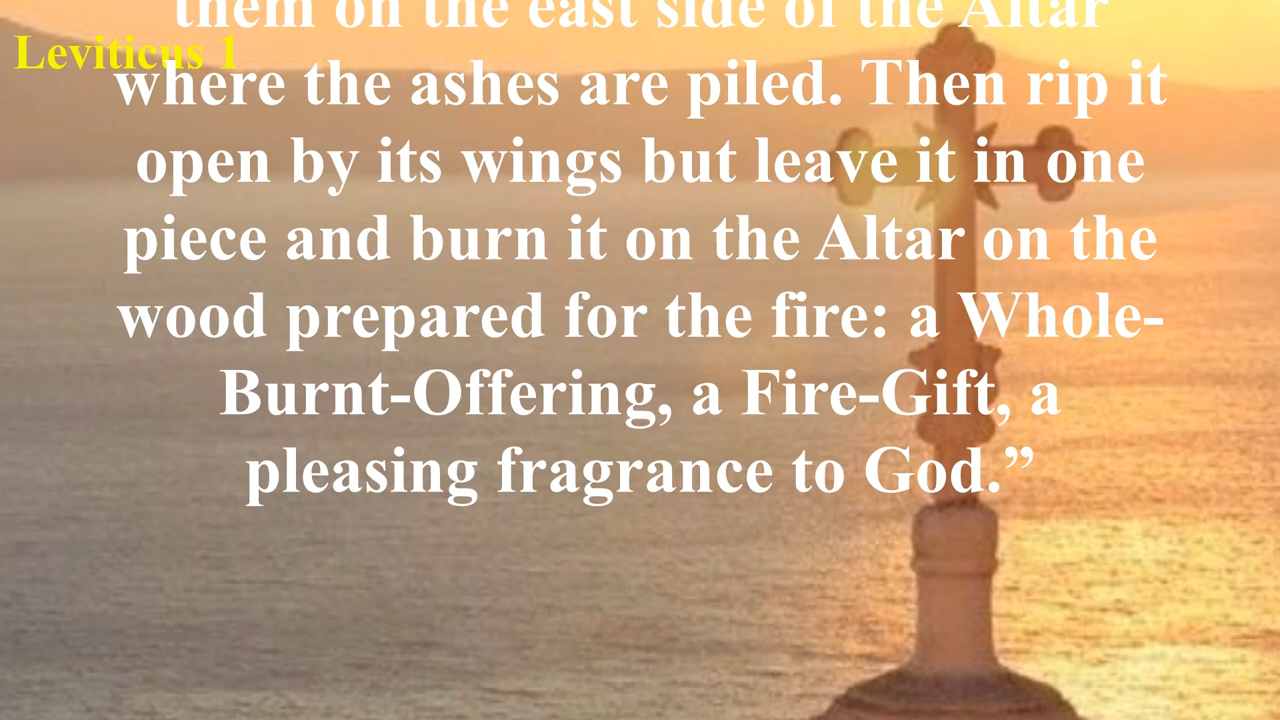 them on the east side of the Altar
Leviticus 1
where the ashes are piled. Then rip it
open by its wings but leave it in one
piece and burn it on the Altar on the
wood prepared for the fire: a Whole-
Burnt-Offering, a Fire-Gift, a
pleasing fragrance to God.”